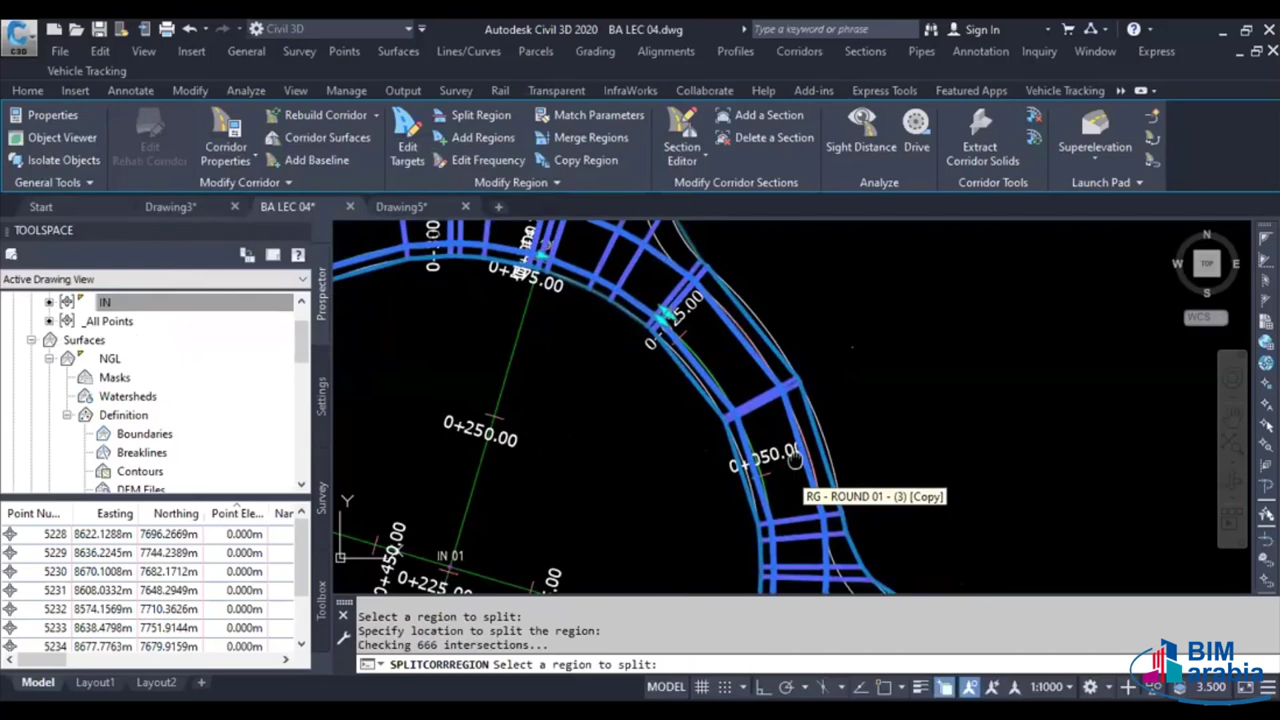 Civil 3D
Autodesk Civil 3D 2020 BA LEC 04.dwg
Type a keyword or phrase
Sign In
C3D
File Edit View Insert General Survey Points Surfaces Lines/Curves Parcels Grading Alignments Profiles Corridors Sections Pipes Annotation Inquiry Window Express
Vehicle Tracking
Home Insert Annotate Modify Analyze View Manage Output Survey Rail Transparent InfraWorks Collaborate Help Add-ins Express Tools Featured Apps Vehicle Tracking
Properties
Object Viewer
Isolate Objects
General Tools
Edit
Rehab Corridor
Corridor
Properties
Rebuild Corridor
Corridor Surfaces
Add Baseline
Modify Corridor
Edit
Targets
Split Region
Add Regions
Edit Frequency
Match Parameters
Merge Regions
Copy Region
Modify Region
Section
Editor
Add a Section
Delete a Section
Modify Corridor Sections
Sight Distance
Drive
Analyze
Extract
Corridor Solids
Corridor Tools
Superelevation
Launch Pad
Start Drawing3* BA LEC 04* Drawing5*
TOOLSPACE
Active Drawing View
IN
_All Points
Surfaces
NGL
Masks
Watersheds
Definition
Boundaries
Breaklines
Contours
DEM Files
Prospector
Settings
Survey
Toolbox
Point Nu... Easting Northing Point Ele... Nar
5228 8622.1288m 7696.2669m 0.000m
5229 8636.2245m 7744.2389m 0.000m
5230 8670.1008m 7682.1712m 0.000m
5231 8608.0332m 7648.2949m 0.000m
5232 8574.1569m 7710.3626m 0.000m
5233 8638.4798m 7751.9144m 0.000m
5234 8677.7763m 7679.9159m 0.000m
0+250.00
0+050.00
RG - ROUND 01 - (3) [Copy]
0+450.00
IN 01
0+225.00
Y
N
W TOP E
S
WCS
Select a region to split:
Specify location to split the region:
Checking 666 intersections...
SPLITCORRREGION Select a region to split:
Model Layout1 Layout2
MODEL
1:1000
3.500
BIM
arabia